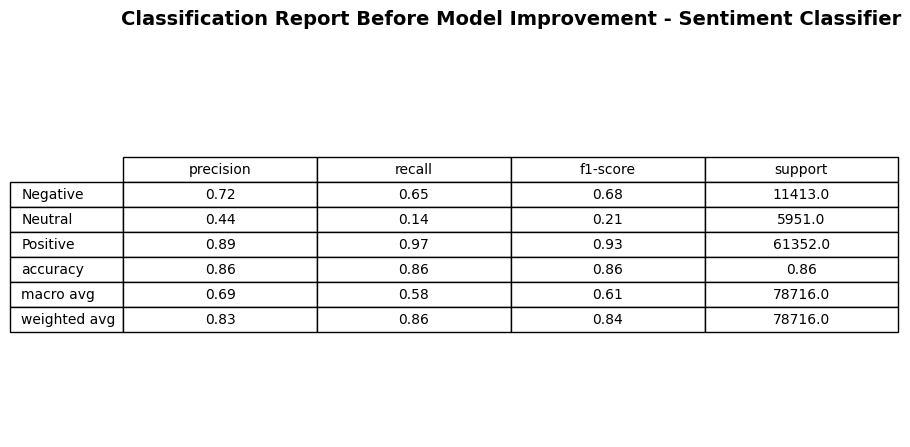 Classification Report Before Model Improvement - Sentiment Classifier
precision recall f1-score support
Negative 0.72 0.65 0.68 11413.0
Neutral 0.44 0.14 0.21 5951.0
Positive 0.89 0.97 0.93 61352.0
accuracy 0.86 0.86 0.86 0.86
macro avg 0.69 0.58 0.61 78716.0
weighted avg 0.83 0.86 0.84 78716.0